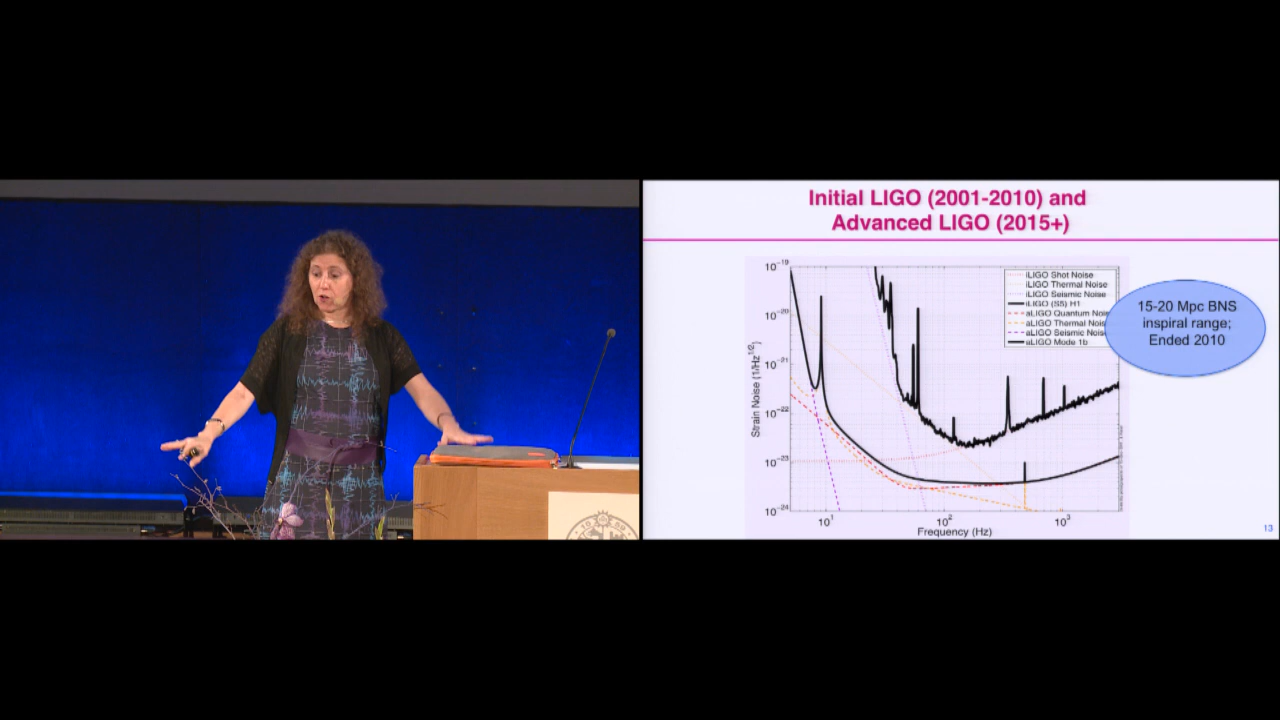 Initial LIGO (2001-2010) and
Advanced LIGO (2015+)
15-20 Mpc BNS
inspiral range;
Ended 2010
iLIGO Shot Noise
iLIGO Thermal Noise
iLIGO Seismic Noise
iLIGO (S5) H1
aLIGO Quantum Nois
aLIGO Thermal Nois
aLIGO Seismic Nois
aLIGO Mode 1b
Strain Noise (1/Hz^1/2)
10^-19
10^-20
10^-21
10^-22
10^-23
10^-24
10^1
10^2
10^3
Frequency (Hz)
13